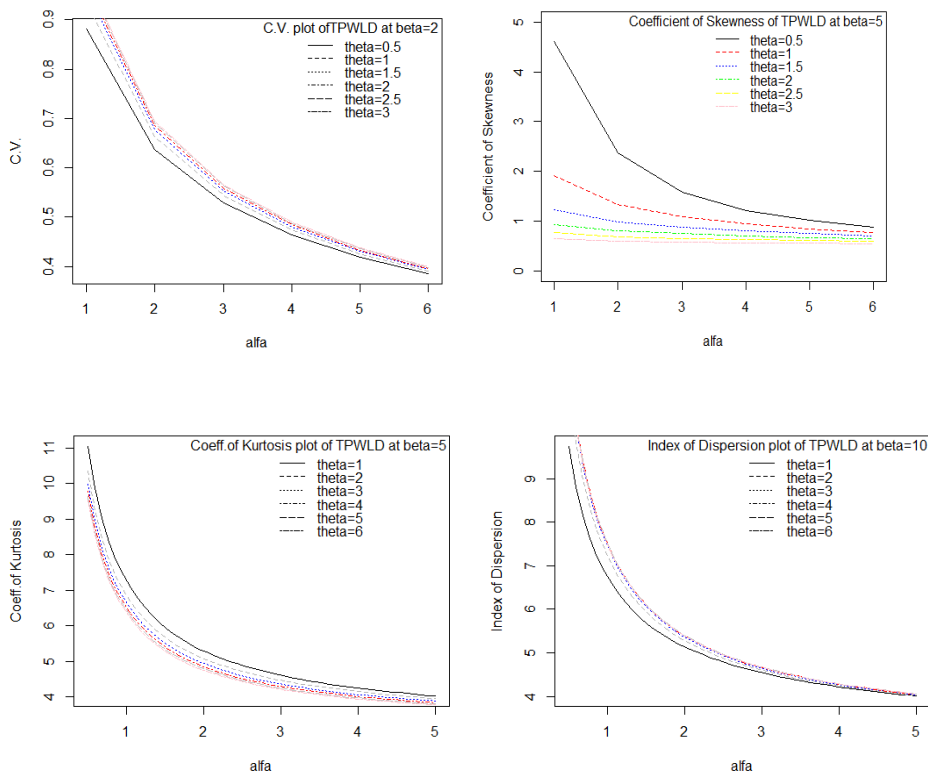 C.V. plot ofTPWLD at beta=2
theta=0.5
theta=1
theta=1.5
theta=2
theta=2.5
theta=3
C.V.
0.9
0.8
0.7
0.6
0.5
0.4
1 2 3 4 5 6
alfa
Coefficient of Skewness of TPWLD at beta=5
theta=0.5
theta=1
theta=1.5
theta=2
theta=2.5
theta=3
Coefficient of Skewness
5
4
3
2
1
0
1 2 3 4 5 6
alfa
Coeff.of Kurtosis plot of TPWLD at beta=5
theta=1
theta=2
theta=3
theta=4
theta=5
theta=6
Coeff.of Kurtosis
11
10
9
8
7
6
5
4
1 2 3 4 5
alfa
Index of Dispersion plot of TPWLD at beta=10
theta=1
theta=2
theta=3
theta=4
theta=5
theta=6
Index of Dispersion
9
8
7
6
5
4
1 2 3 4 5
alfa